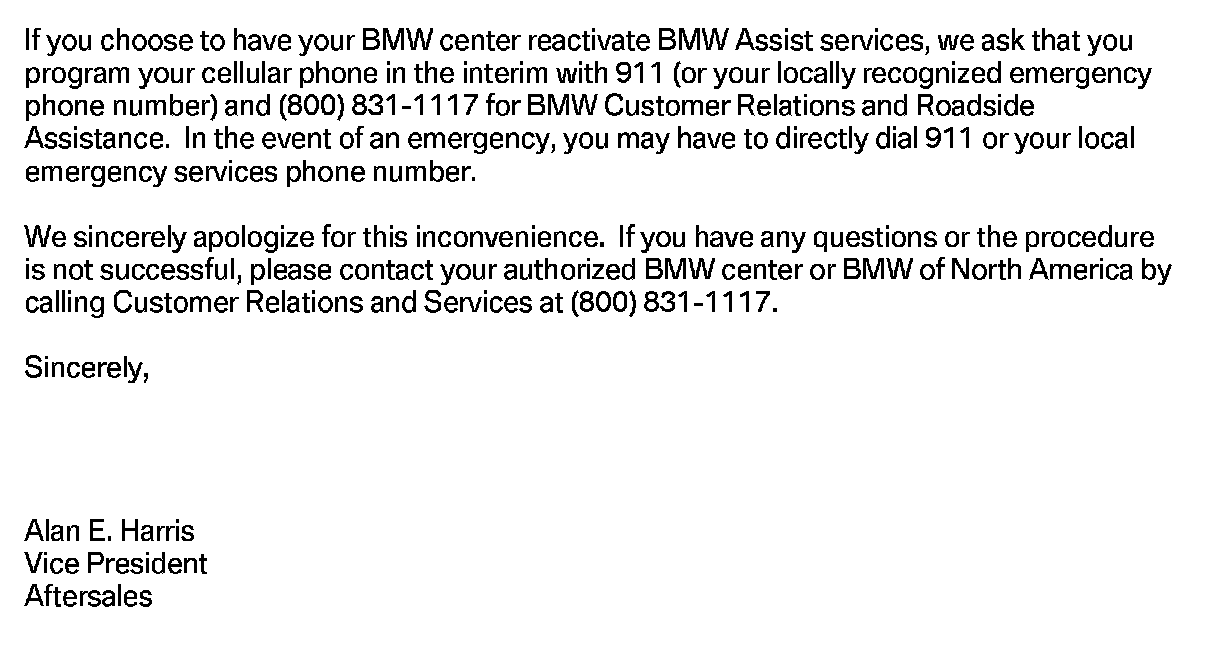 If you choose to have your BMW center reactivate BMW Assist services, we ask that you
program your cellular phone in the interim with 911 (or your locally recognized emergency
phone number) and (800) 831-1117 for BMW Customer Relations and Roadside
Assistance.  In the event of an emergency, you may have to directly dial 911 or your local
emergency services phone number.
We sincerely apologize for this inconvenience.  If you have any questions or the procedure
is not successful, please contact your authorized BMW center or BMW of North America by
calling Customer Relations and Services at (800) 831-1117.
Sincerely,
Alan E. Harris
Vice President
Aftersales